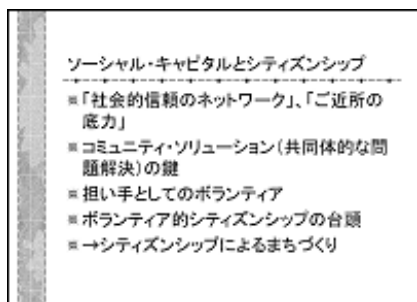 ソーシャル・キャピタルとシティズンシップ
「社会的信頼のネットワーク」、「ご近所の
底力」
コミュニティ・ソリューション(共同体的な問
題解決)の鍵
担い手としてのボランティア
ボランティア的シティズンシップの台頭
→シティズンシップによるまちづくり